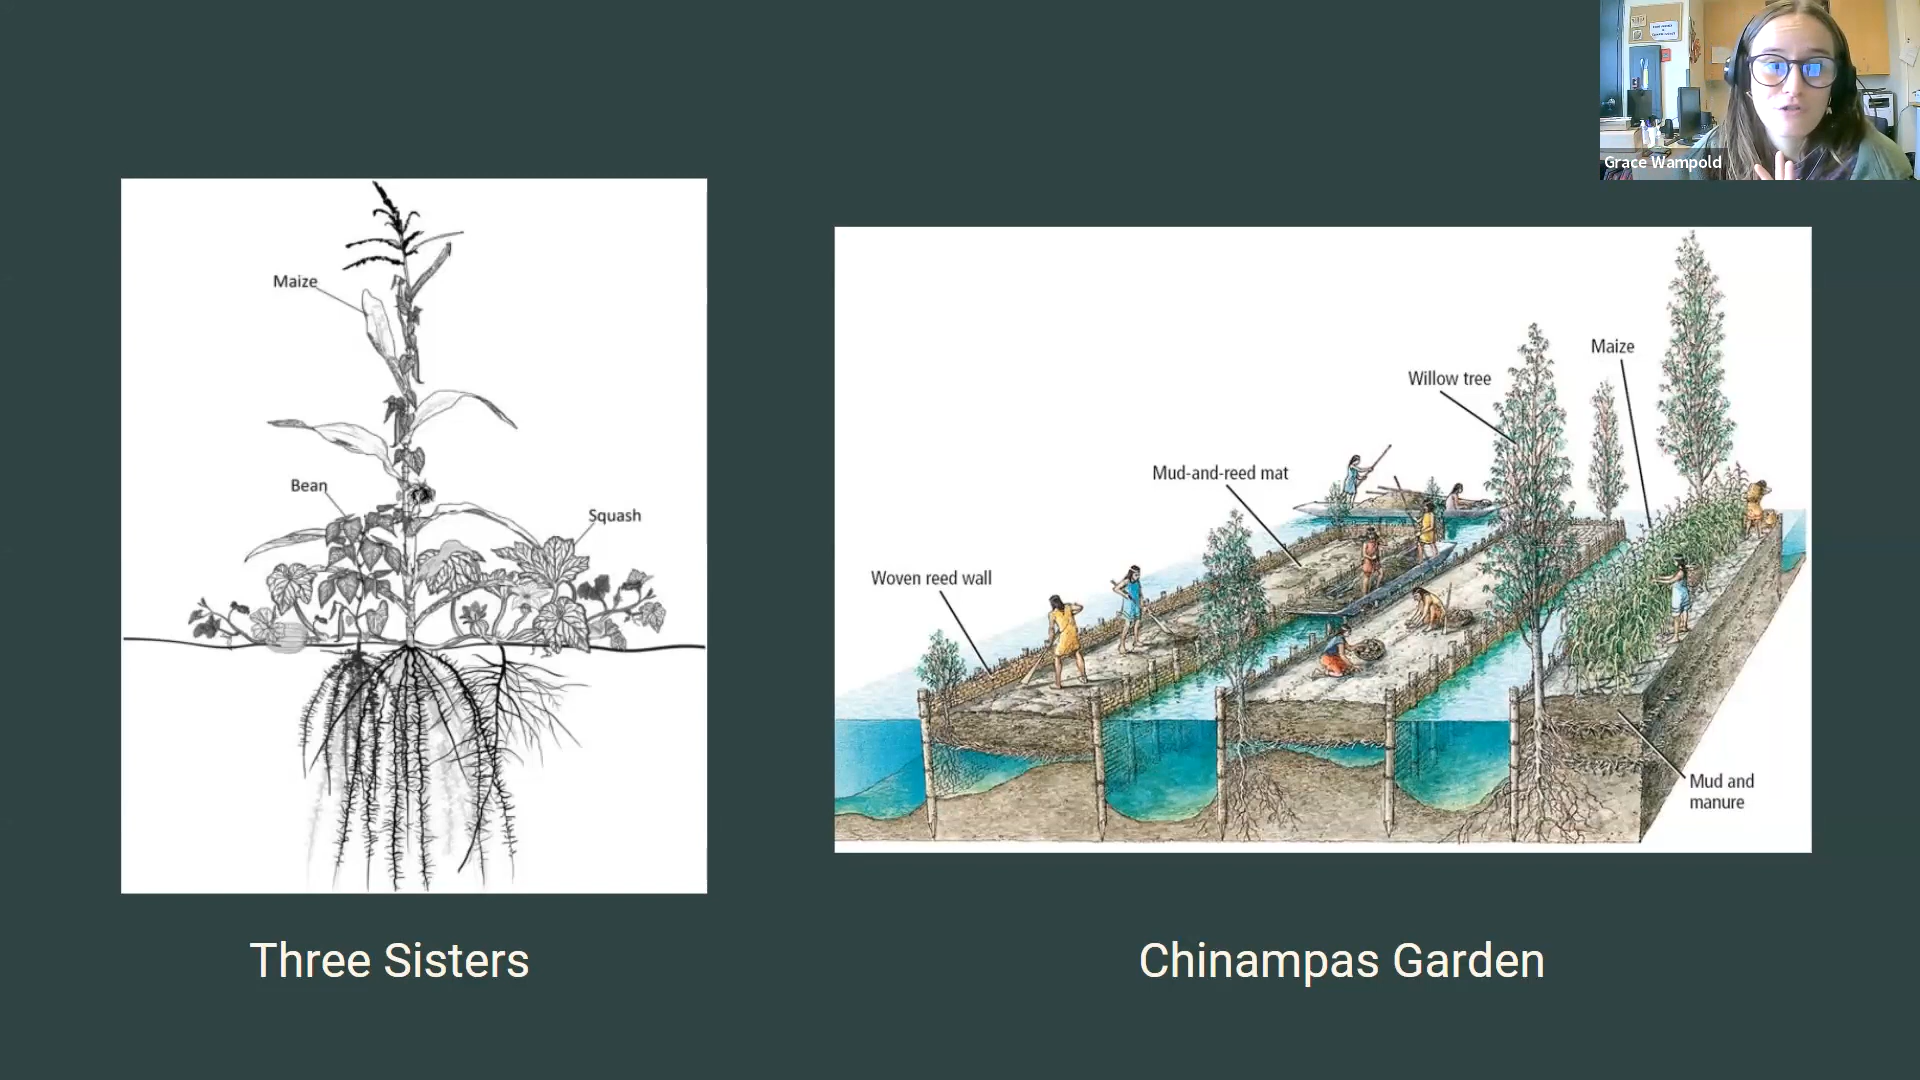 Grace Wampold
Maize
Bean
Squash
Three Sisters
Willow tree
Maize
Mud-and-reed mat
Woven reed wall
Mud and
manure
Chinampas Garden